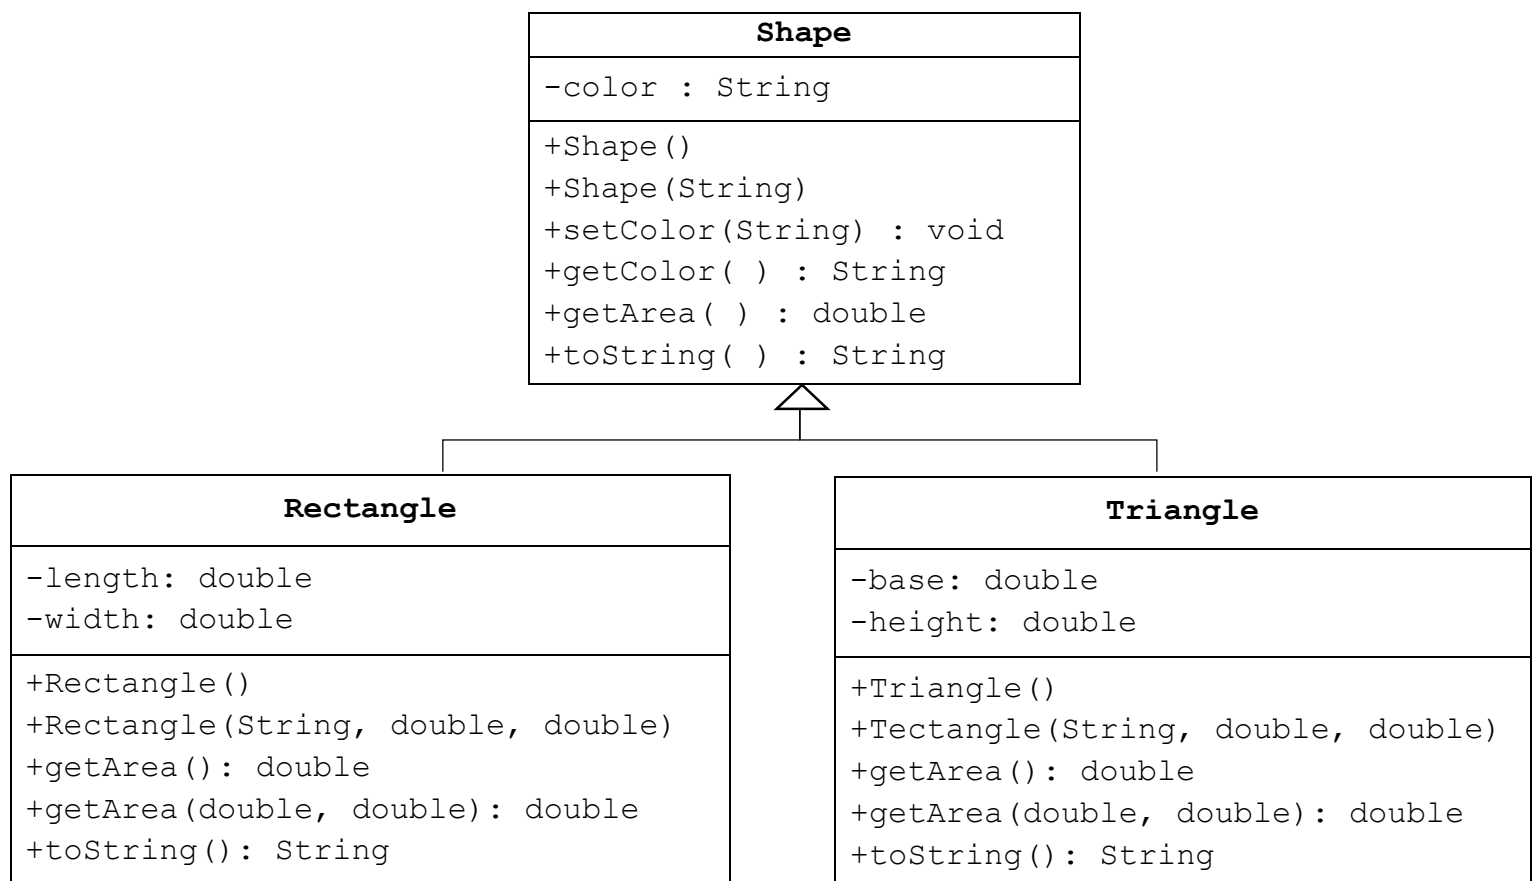 Shape
-color : String
+Shape()
+Shape(String)
+setColor(String) : void
+getColor( ) : String
+getArea( ) : double
+toString( ) : String
Rectangle
-length: double
-width: double
+Rectangle()
+Rectangle(String, double, double)
+getArea(): double
+getArea(double, double): double
+toString(): String
Triangle
-base: double
-height: double
+Triangle()
+Tectangle(String, double, double)
+getArea(): double
+getArea(double, double): double
+toString(): String